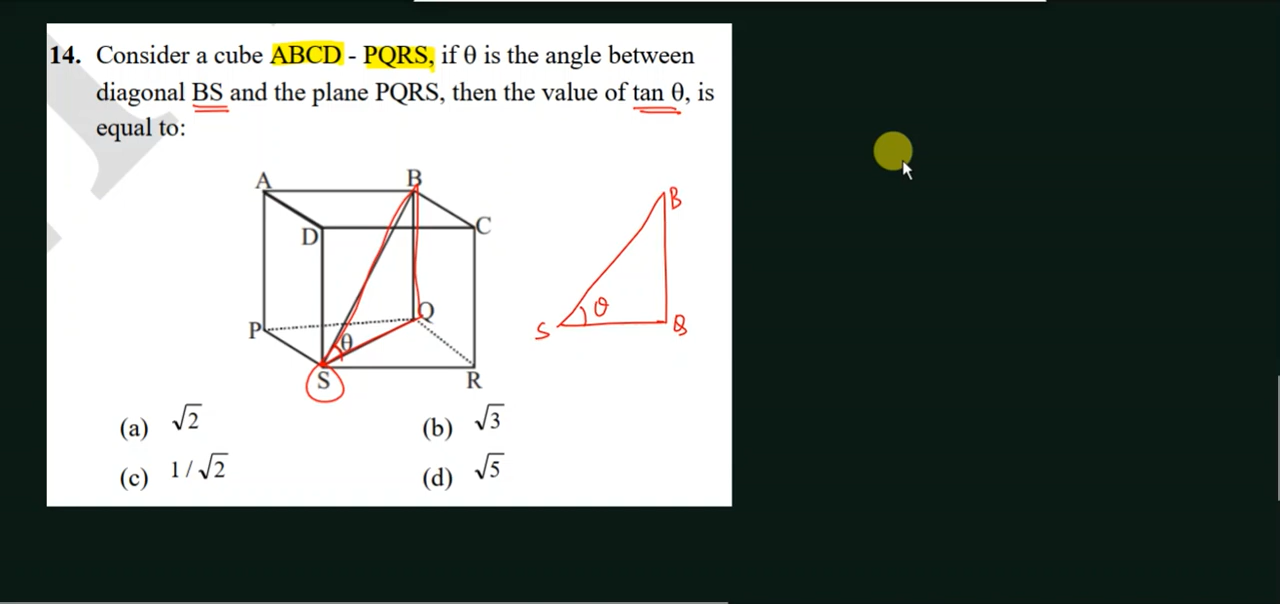 14. Consider a cube ABCD - PQRS, if θ is the angle between
diagonal BS and the plane PQRS, then the value of tan θ, is
equal to:
A B
D C
P Q
θ
S R
B
θ
S Q
(a) √2 (b) √3
(c) 1/√2 (d) √5